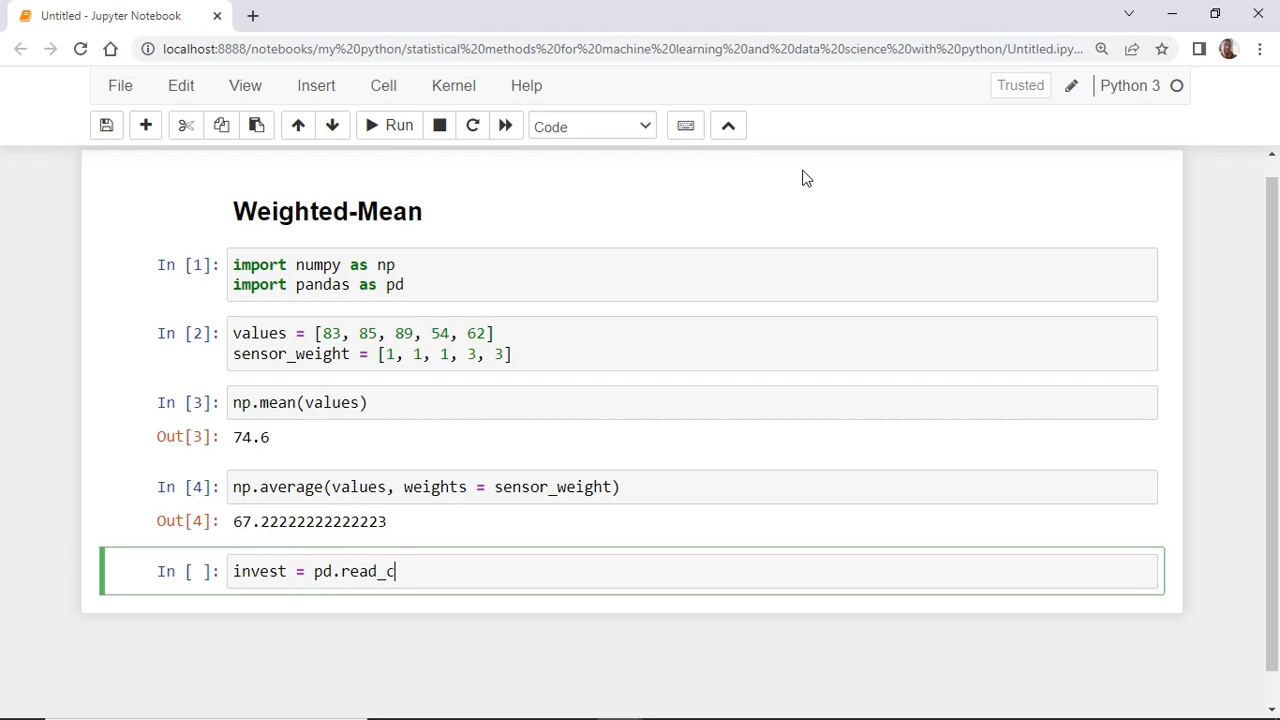 Untitled - Jupyter Notebook
localhost:8888/notebooks/my%20python/statistical%20methods%20for%20machine%20learning%20and%20data%20science%20with%20python/Untitled.ipy...
File Edit View Insert Cell Kernel Help Trusted Python 3
Run Code
Weighted-Mean
In [1]: import numpy as np
import pandas as pd
In [2]: values = [83, 85, 89, 54, 62]
sensor_weight = [1, 1, 1, 3, 3]
In [3]: np.mean(values)
Out[3]: 74.6
In [4]: np.average(values, weights = sensor_weight)
Out[4]: 67.22222222222223
In [ ]: invest = pd.read_c